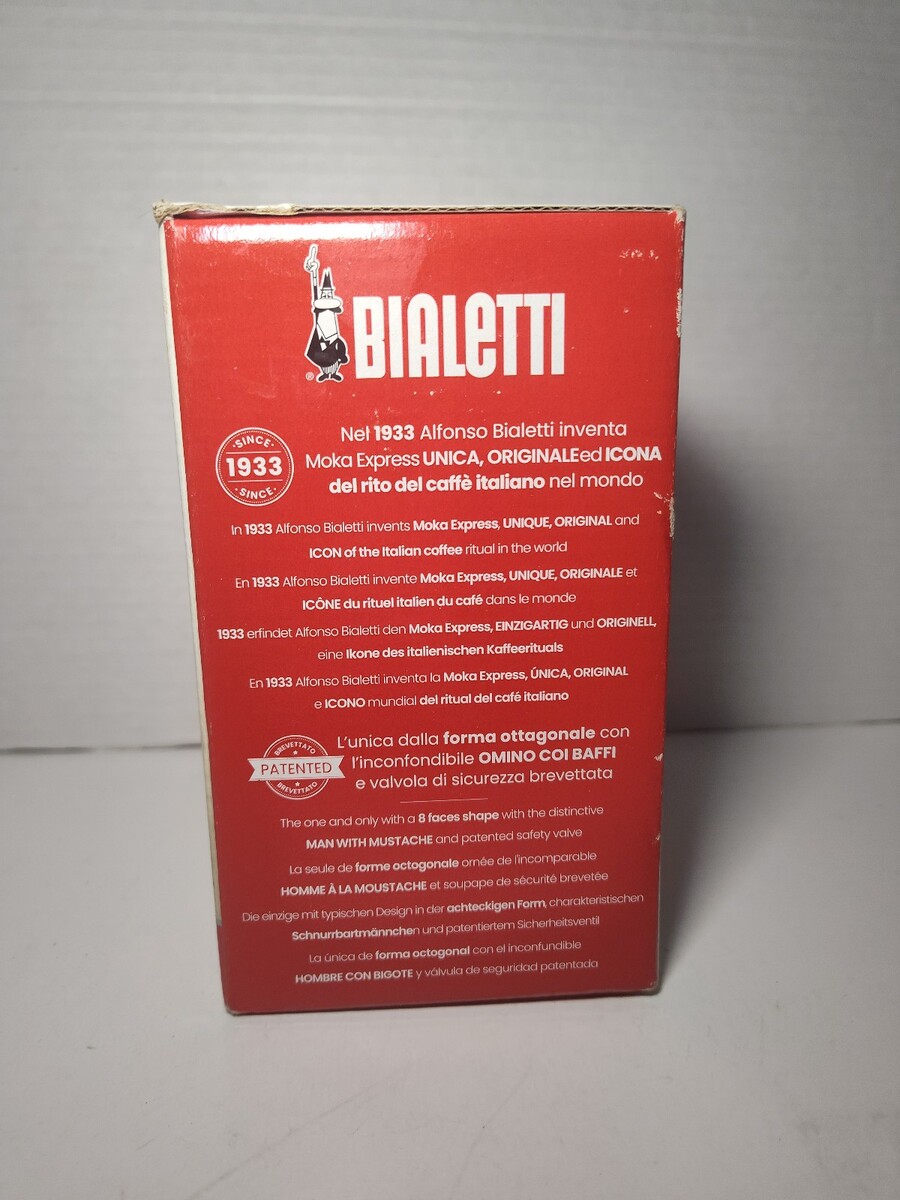 BIALETTI
®
·SINCE·
1933
·SINCE·
Nel 1933 Alfonso Bialetti inventa
Moka Express UNICA, ORIGINALE ed ICONA
del rito del caffè italiano nel mondo
In 1933 Alfonso Bialetti invents Moka Express, UNIQUE, ORIGINAL and
ICON of the Italian coffee ritual in the world
En 1933 Alfonso Bialetti invente Moka Express, UNIQUE, ORIGINALE et
ICÔNE du rituel italien du café dans le monde
1933 erfindet Alfonso Bialetti den Moka Express, EINZIGARTIG und ORIGINELL,
eine Ikone des italienischen Kaffeerituals
En 1933 Alfonso Bialetti inventa la Moka Express, ÚNICA, ORIGINAL
e ICONO mundial del ritual del café italiano
BREVETTATO
PATENTED
BREVETTATO
L'unica dalla forma ottagonale con
l'inconfondibile OMINO COI BAFFI
e valvola di sicurezza brevettata
The one and only with a 8 faces shape with the distinctive
MAN WITH MUSTACHE and patented safety valve
La seule de forme octogonale ornée de l'incomparable
HOMME À LA MOUSTACHE et soupape de sécurité brevetée
Die einzige mit typischen Design in der achteckigen Form, charakteristischen
Schnurrbartmännchen und patentiertem Sicherheitsventil
La única de forma octogonal con el inconfundible
HOMBRE CON BIGOTE y válvula de seguridad patentada